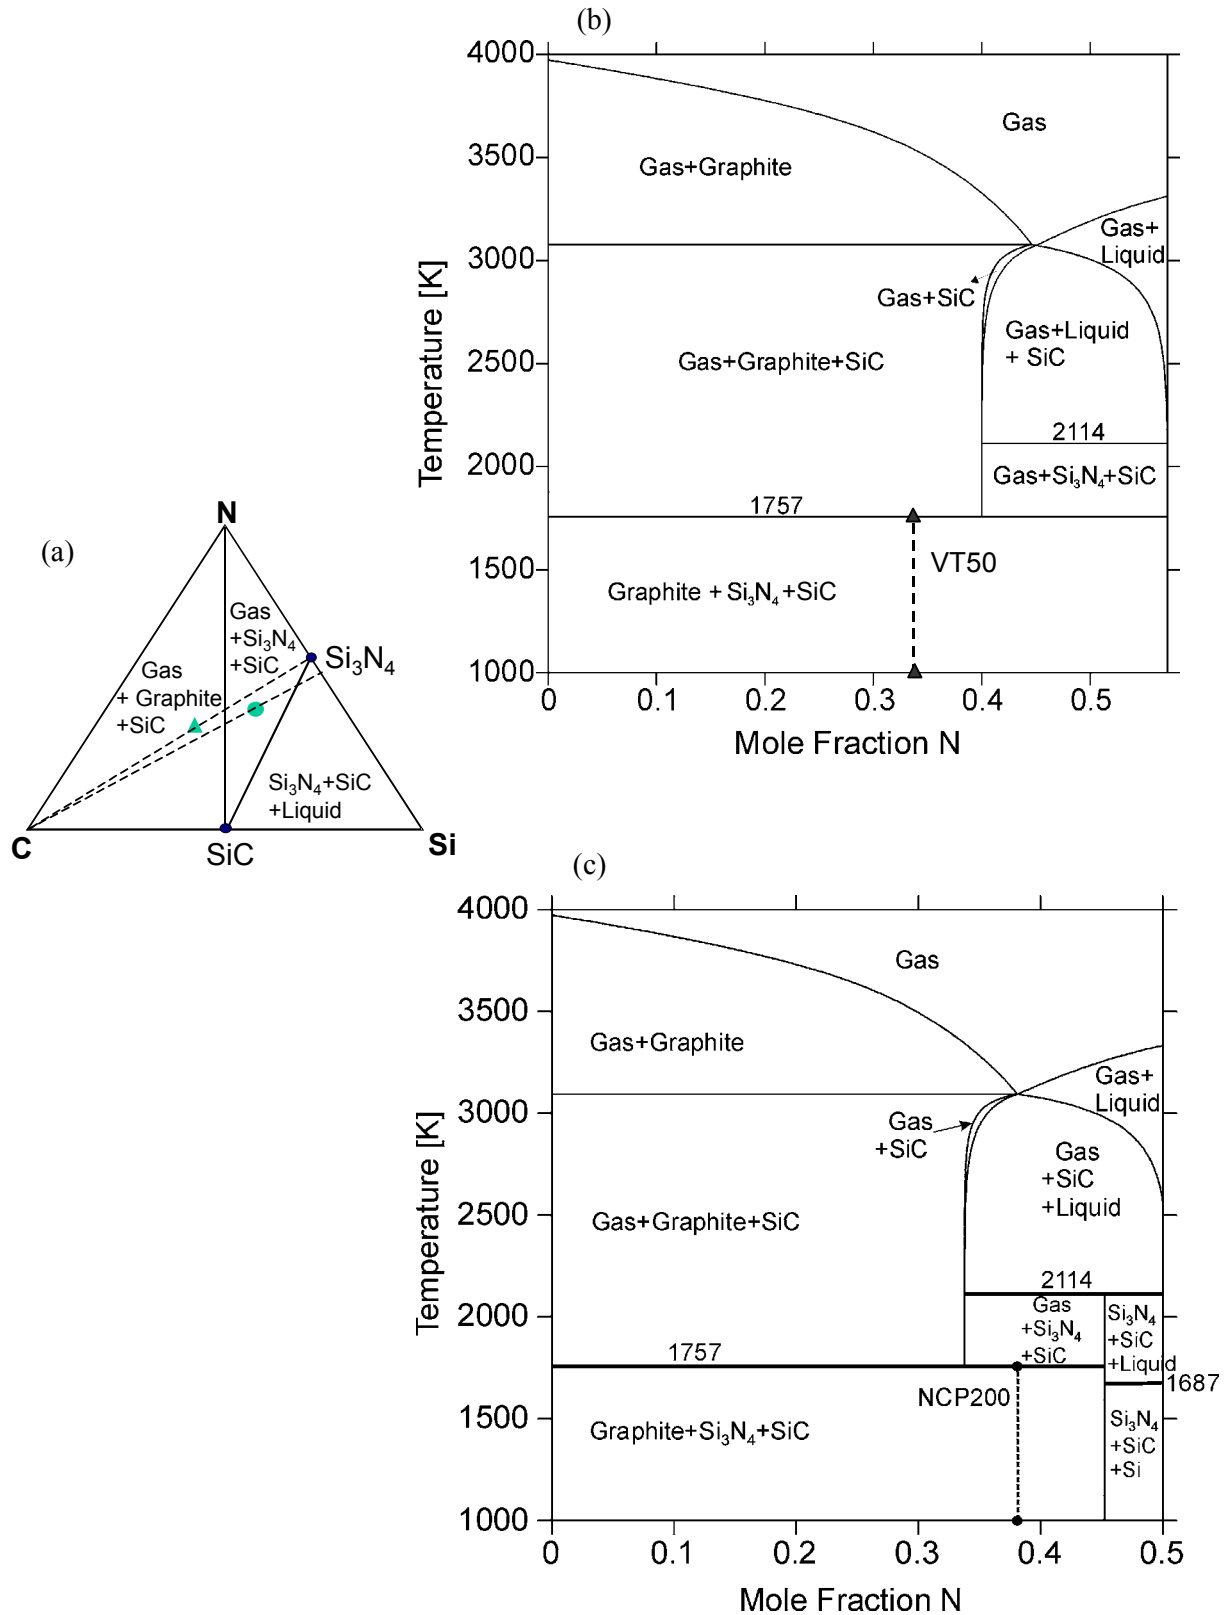 (b)
4000
3500
3000
2500
2000
1500
1000
Temperature [K]
Gas
Gas+Graphite
Gas+
Liquid
Gas+SiC
Gas+Liquid
+ SiC
Gas+Graphite+SiC
2114
Gas+Si₃N₄+SiC
1757
VT50
Graphite + Si₃N₄+SiC
0 0.1 0.2 0.3 0.4 0.5
Mole Fraction N
(a)
N
Gas
+Si₃N₄
+SiC
Si₃N₄
Gas
+ Graphite
+SiC
Si₃N₄+SiC
+Liquid
C
SiC
Si
(c)
4000
3500
3000
2500
2000
1500
1000
Temperature [K]
Gas
Gas+Graphite
Gas+
Liquid
Gas
+SiC
Gas
+SiC
+Liquid
Gas+Graphite+SiC
2114
Gas
+Si₃N₄
+SiC
Si₃N₄
+SiC
+Liquid
1757
1687
NCP200
Graphite+Si₃N₄+SiC
Si₃N₄
+SiC
+Si
0 0.1 0.2 0.3 0.4 0.5
Mole Fraction N